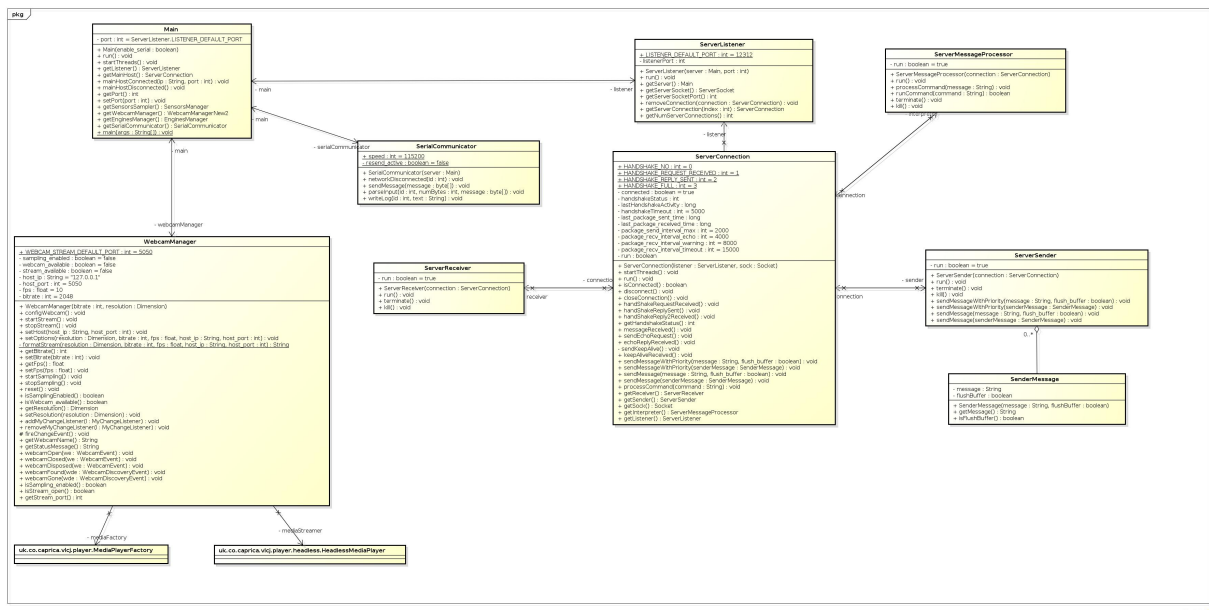 pkg
Main
- port : int = ServerListener.LISTENER_DEFAULT_PORT
+ Main(enable_serial : boolean)
+ run() : void
+ startThreads() : void
+ getListener() : ServerListener
+ getMainHost() : ServerConnection
+ mainHostConnected(ip : String, port : int) : void
+ mainHostDisconnected() : void
+ getPort() : int
+ setPort(port : int) : void
+ getSensorsSampler() : SensorsManager
+ getWebcamManager() : WebcamManagerNew2
+ getEnginesManager() : EnginesManager
+ getSerialCommunicator() : SerialCommunicator
+ main(args : String[]) : void
- main
- listener
- main
- serialCommunicator
- main
- webcamManager
ServerListener
+ LISTENER_DEFAULT_PORT : int = 12312
- listenerPort : int
+ ServerListener(server : Main, port : int)
+ run() : void
+ getServer() : Main
+ getServerSocket() : ServerSocket
+ getServerSocketPort() : int
+ removeConnection(connection : ServerConnection) : void
+ getServerConnection(index : int) : ServerConnection
+ getNumServerConnections() : int
- listener
ServerMessageProcessor
- run : boolean = true
+ ServerMessageProcessor(connection : ServerConnection)
+ run() : void
+ processCommand(message : String) : void
+ runCommand(command : String) : boolean
+ terminate() : void
+ kill() : void
- interpreter
connection
SerialCommunicator
+ speed : int = 115200
- resend_active : boolean = false
+ SerialCommunicator(server : Main)
+ networkDisconnected(id : int) : void
+ sendMessage(message : byte[]) : void
+ parseInput(id : int, numBytes : int, message : byte[]) : void
+ writeLog(id : int, text : String) : void
ServerConnection
+ HANDSHAKE_NO : int = 0
+ HANDSHAKE_REQUEST_RECEIVED : int = 1
+ HANDSHAKE_REPLY_SENT : int = 2
+ HANDSHAKE_FULL : int = 3
- connected : boolean = true
- handshakeStatus : int
- lastHandshakeActivity : long
- handshakeTimeout : int = 5000
- last_package_sent_time : long
- last_package_received_time : long
- package_send_interval_max : int = 2000
- package_recv_interval_echo : int = 4000
- package_recv_interval_warning : int = 6000
- package_recv_interval_timeout : int = 15000
- run : boolean
+ ServerConnection(listener : ServerListener, sock : Socket)
+ startThreads() : void
+ run() : void
+ isConnected() : boolean
+ disconnect() : void
+ closeConnection() : void
+ handShakeRequestReceived() : void
+ handShakeReplySent() : void
+ handShakeReply2Received() : void
+ getHandshakeStatus() : int
+ messageReceived() : void
+ sendEchoRequest() : void
+ echoReplyReceived() : void
- sendKeepAlive() : void
+ keepAliveReceived() : void
+ sendMessageWithPriority(message : String, flush_buffer : boolean) : void
+ sendMessageWithPriority(senderMessage : SenderMessage) : void
+ sendMessage(message : String, flush_buffer : boolean) : void
+ sendMessage(senderMessage : SenderMessage) : void
+ processCommand(command : String) : void
+ getReceiver() : ServerReceiver
+ getSender() : ServerSender
+ getSock() : Socket
+ getInterpreter() : ServerMessageProcessor
+ getListener() : ServerListener
WebcamManager
+ WEBCAM_STREAM_DEFAULT_PORT : int = 5050
- sampling_enabled : boolean = false
- webcam_available : boolean = false
- stream_available : boolean = false
- host_ip : String = "127.0.0.1"
- host_port : int = 5050
- fps : float = 10
- bitrate : int = 2048
+ WebcamManager(bitrate : int, resolution : Dimension)
+ configWebcam() : void
+ startStream() : void
+ stopStream() : void
+ setHost(host_ip : String, host_port : int) : void
+ setOptions(resolution : Dimension, bitrate : int, fps : float, host_ip : String, host_port : int) : void
- formatStream(resolution : Dimension, bitrate : int, fps : float, host_ip : String, host_port : int) : String
+ getBitrate() : int
+ setBitrate(bitrate : int) : void
+ getFps() : float
+ setFps(fps : float) : void
+ startSampling() : void
+ stopSampling() : void
+ reset() : void
+ isSamplingEnabled() : boolean
+ isWebcam_available() : boolean
+ getResolution() : Dimension
+ setResolution(resolution : Dimension) : void
+ addMyChangeListener(l : MyChangeListener) : void
+ removeMyChangeListener(l : MyChangeListener) : void
# fireChangeEvent() : void
+ getWebcamName() : String
+ getStatusMessage() : String
+ webcamOpen(we : WebcamEvent) : void
+ webcamClosed(we : WebcamEvent) : void
+ webcamDisposed(we : WebcamEvent) : void
+ webcamFound(wde : WebcamDiscoveryEvent) : void
+ webcamGone(wde : WebcamDiscoveryEvent) : void
+ isSampling_enabled() : boolean
+ isStream_open() : boolean
+ getStream_port() : int
ServerReceiver
- run : boolean = true
+ ServerReceiver(connection : ServerConnection)
+ run() : void
+ terminate() : void
+ kill() : void
- connection
receiver
- sender
connection
ServerSender
- run : boolean = true
+ ServerSender(connection : ServerConnection)
+ run() : void
+ terminate() : void
+ kill() : void
+ sendMessageWithPriority(message : String, flush_buffer : boolean) : void
+ sendMessageWithPriority(senderMessage : SenderMessage) : void
+ sendMessage(message : String, flush_buffer : boolean) : void
+ sendMessage(senderMessage : SenderMessage) : void
0..*
SenderMessage
- message : String
- flushBuffer : boolean
+ SenderMessage(message : String, flushBuffer : boolean)
+ getMessage() : String
+ isFlushBuffer() : boolean
- mediaFactory
- mediaStreamer
uk.co.caprica.vlcj.player.MediaPlayerFactory
uk.co.caprica.vlcj.player.headless.HeadlessMediaPlayer